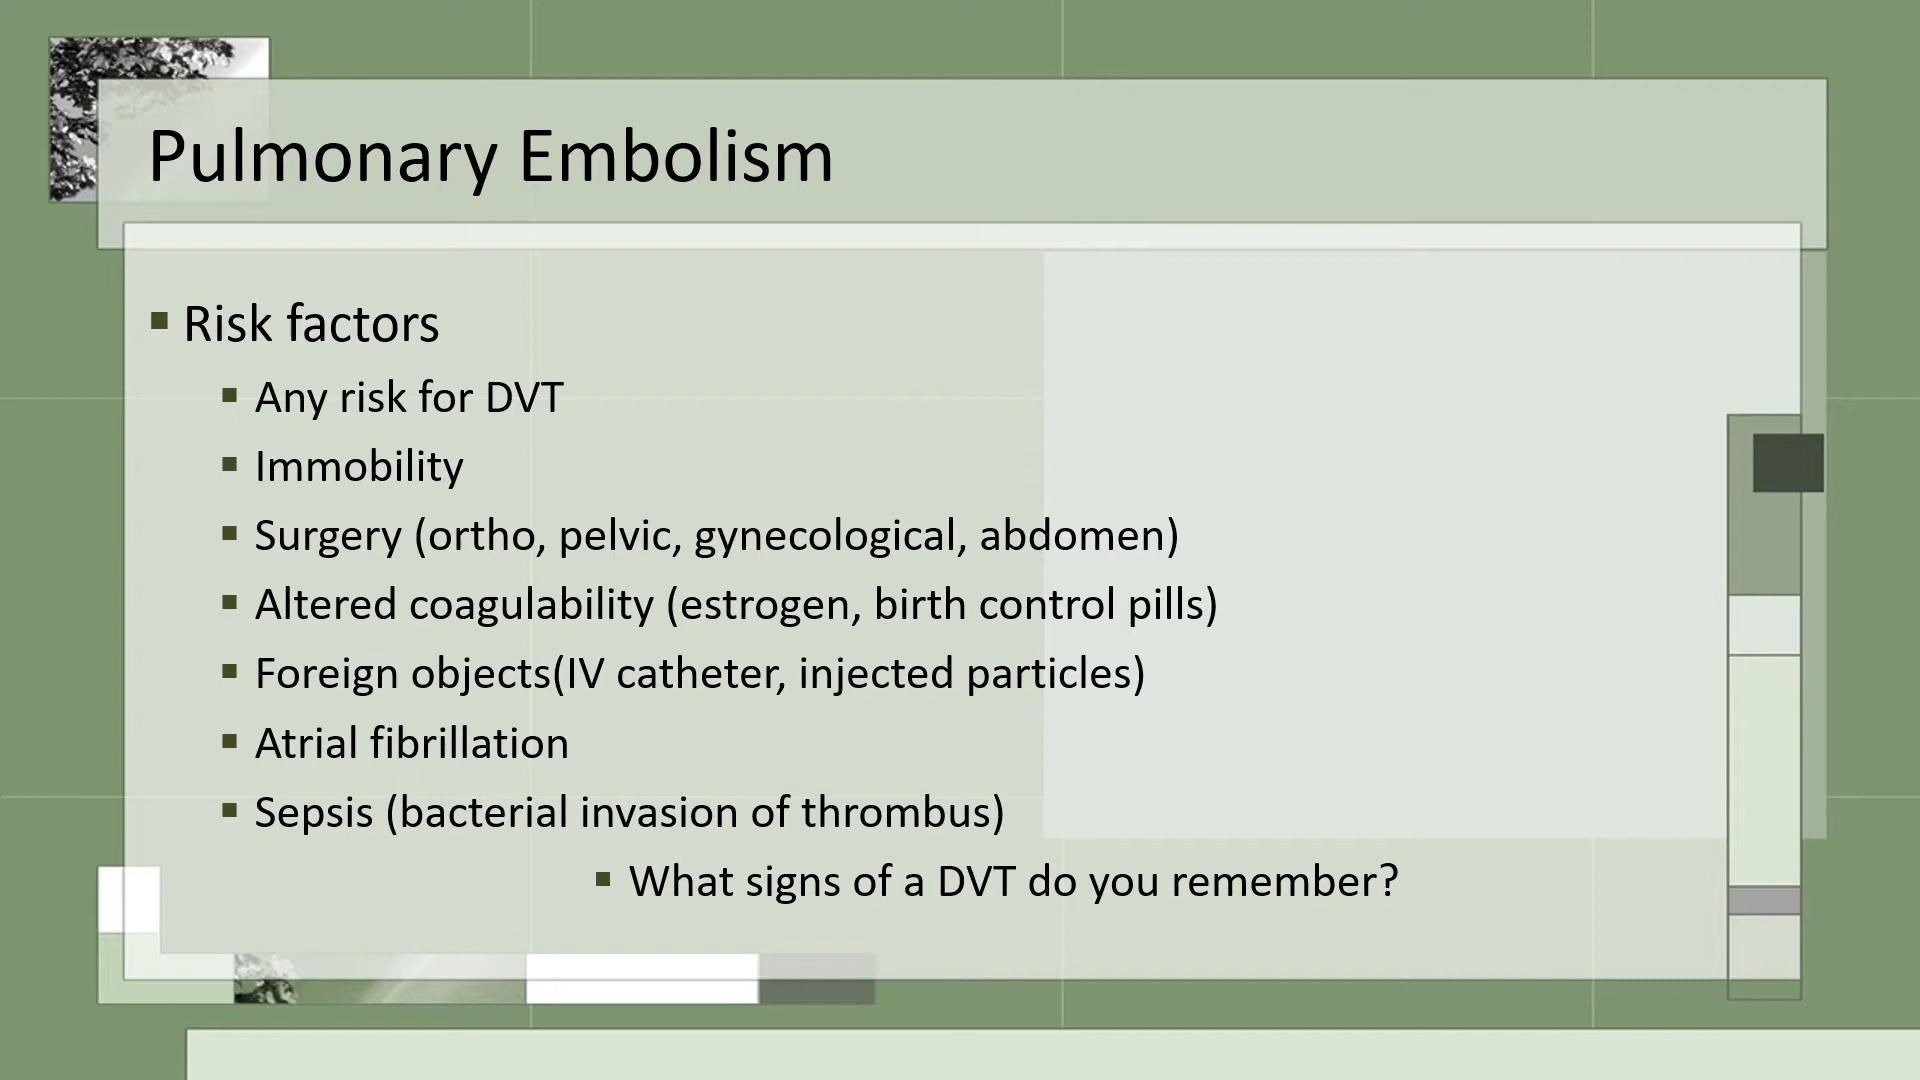 Pulmonary Embolism
Risk factors
Any risk for DVT
Immobility
Surgery (ortho, pelvic, gynecological, abdomen)
Altered coagulability (estrogen, birth control pills)
Foreign objects(IV catheter, injected particles)
Atrial fibrillation
Sepsis (bacterial invasion of thrombus)
What signs of a DVT do you remember?